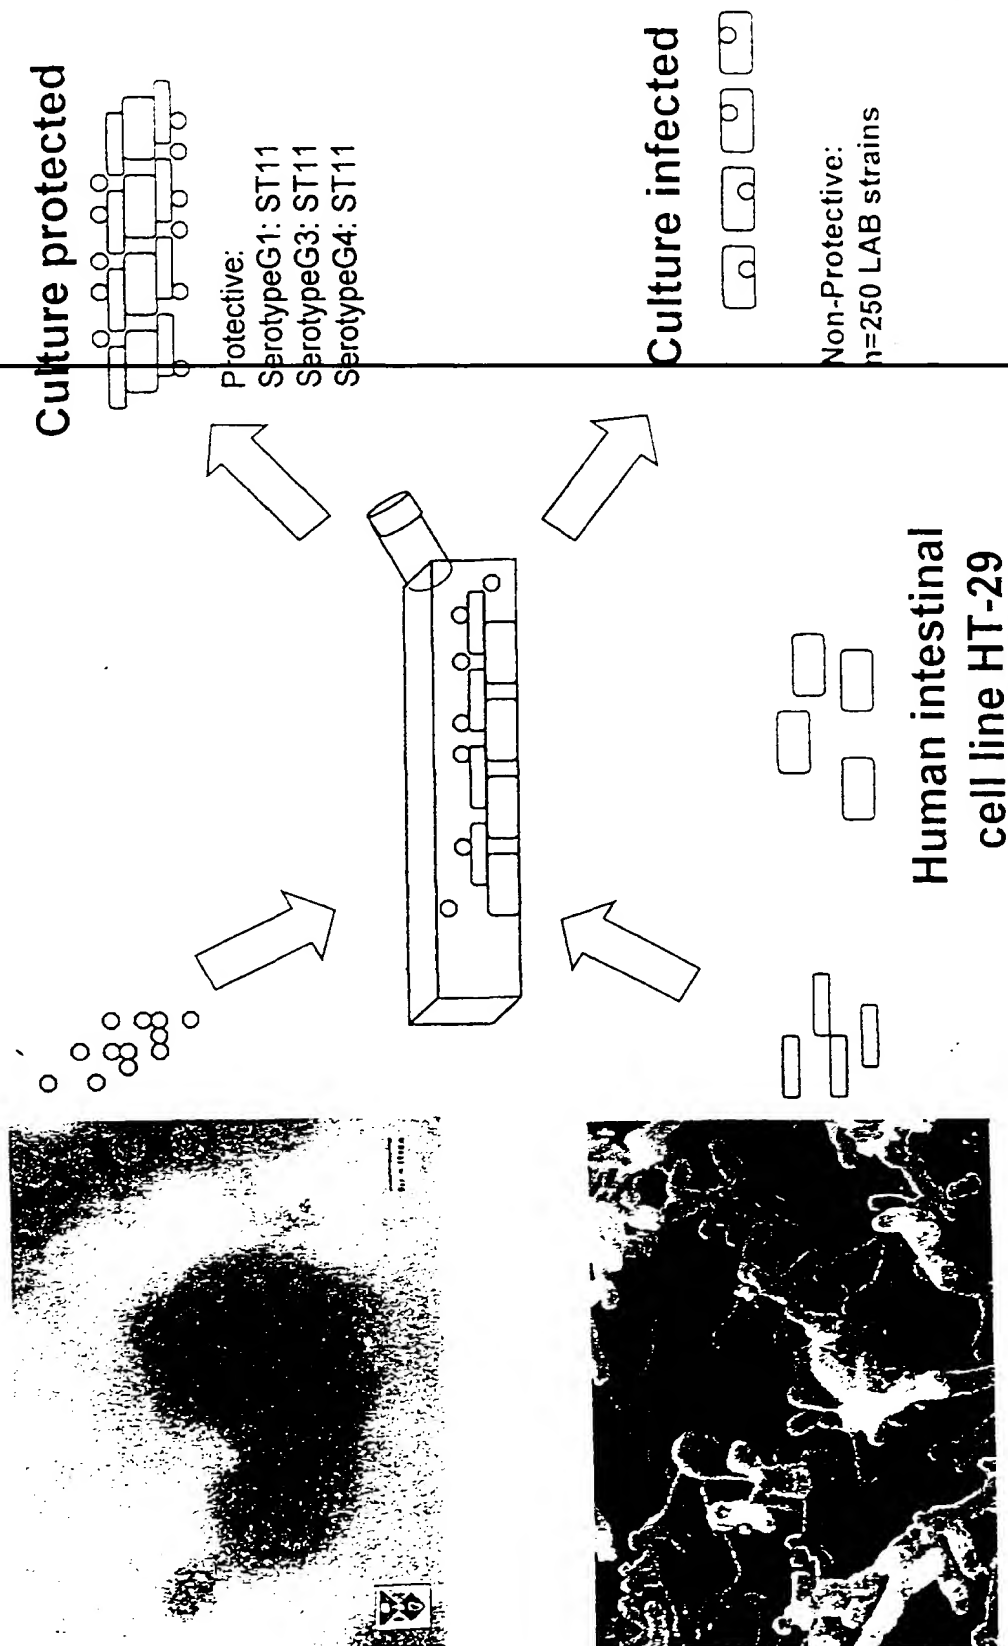 Culture protected
Protective:
SerotypeG1: ST11
SerotypeG3: ST11
SerotypeG4: ST11
Culture infected
Non-Protective:
n=250 LAB strains
Human intestinal
cell line HT-29